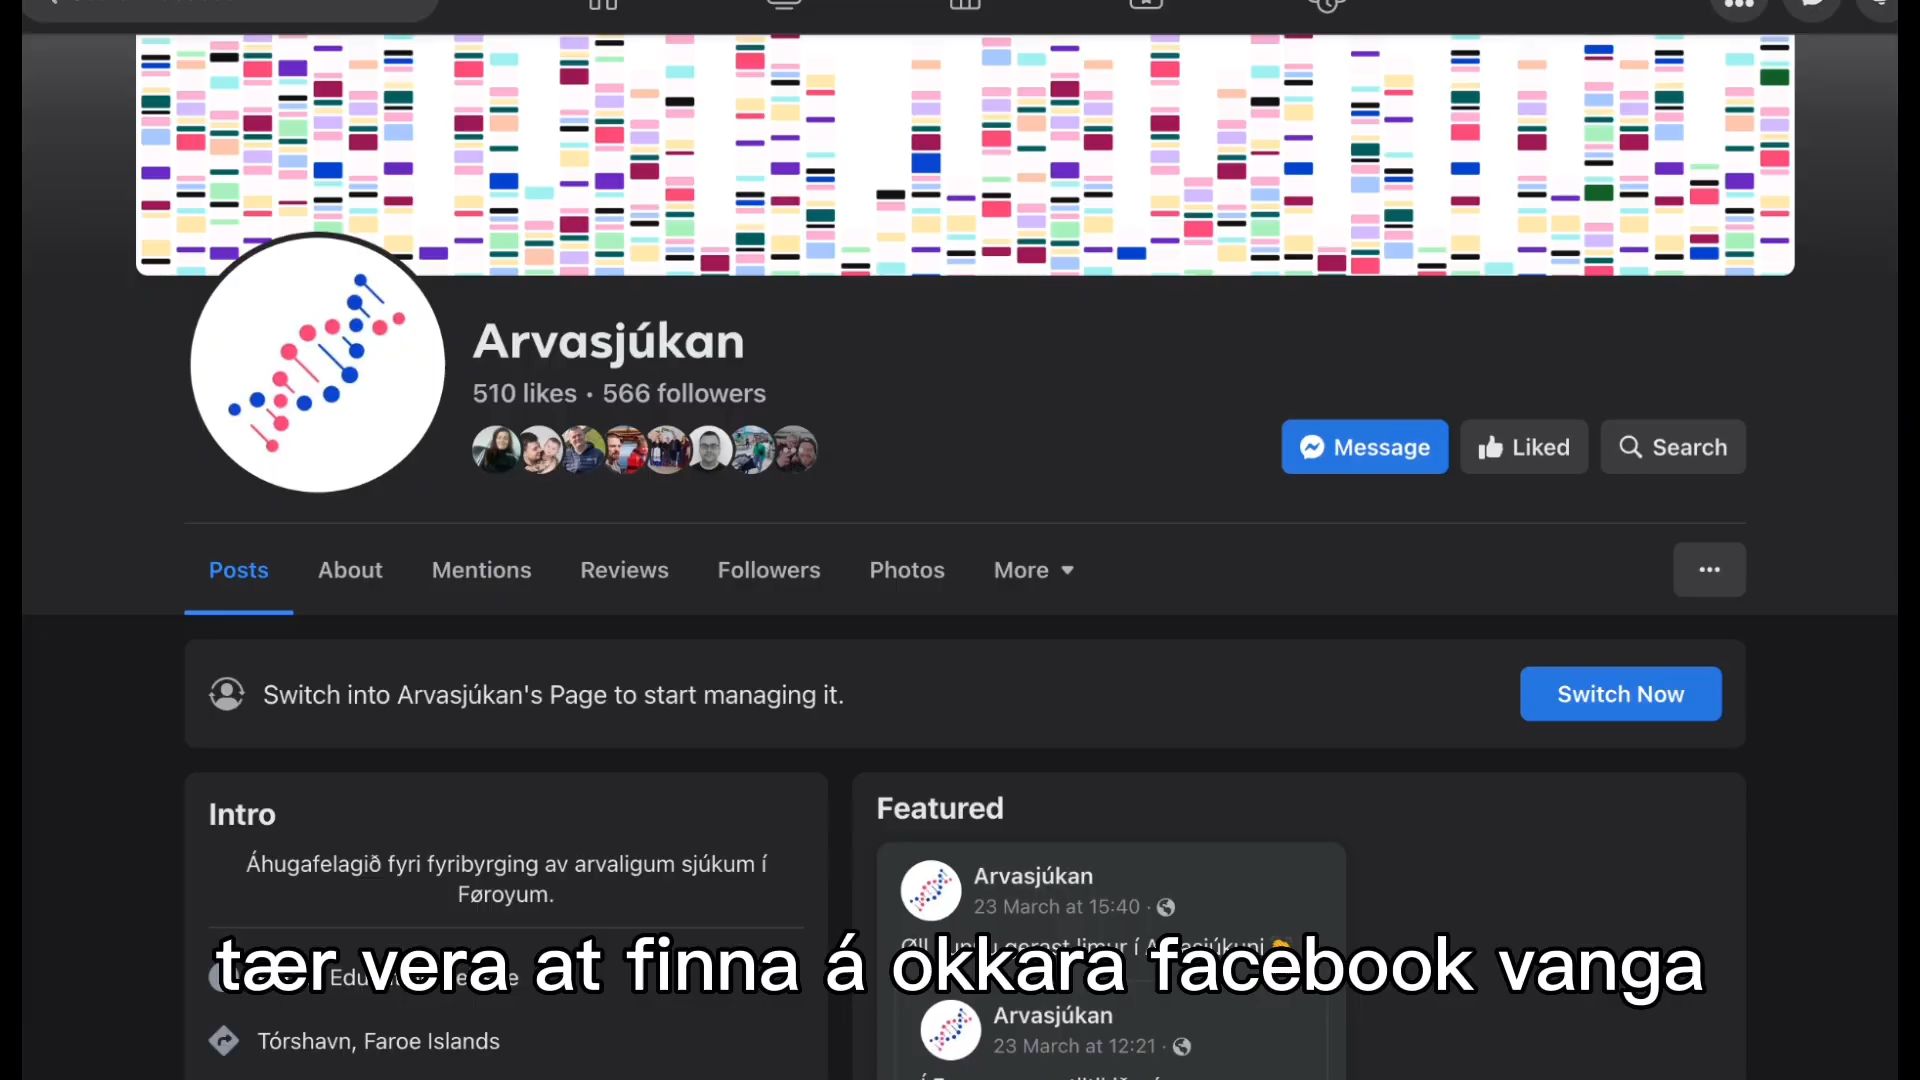 Arvasjúkan
510 likes · 566 followers
Message
Liked
Search
Posts
About
Mentions
Reviews
Followers
Photos
More
Switch into Arvasjúkan's Page to start managing it.
Switch Now
Intro
Áhugafelagið fyri fyribyrging av arvaligum sjúkum í
Føroyum.
Tórshavn, Faroe Islands
Featured
Arvasjúkan
23 March at 15:40 ·
Arvasjúkan
23 March at 12:21 ·
tær vera at finna á okkara facebook vanga